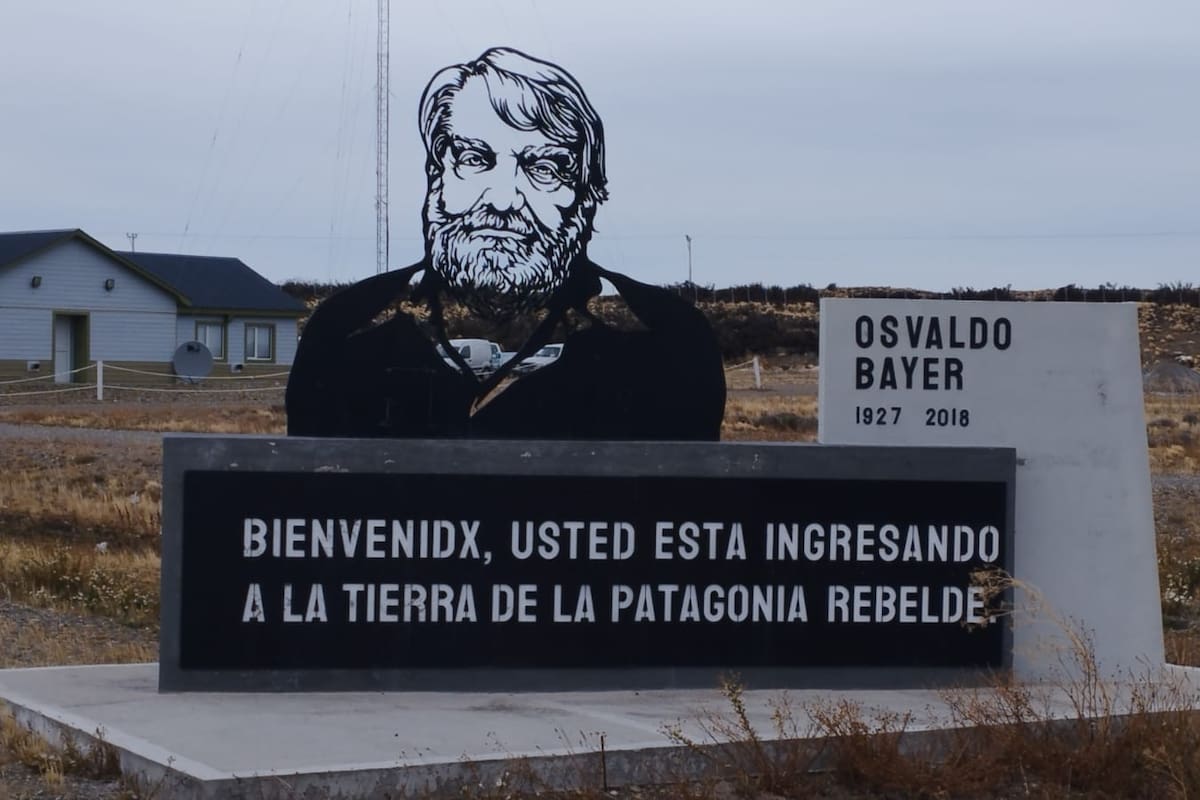 OSVALDO
BAYER
1927 2018
BIENVENIDX, USTED ESTA INGRESANDO
A LA TIERRA DE LA PATAGONIA REBELDE.